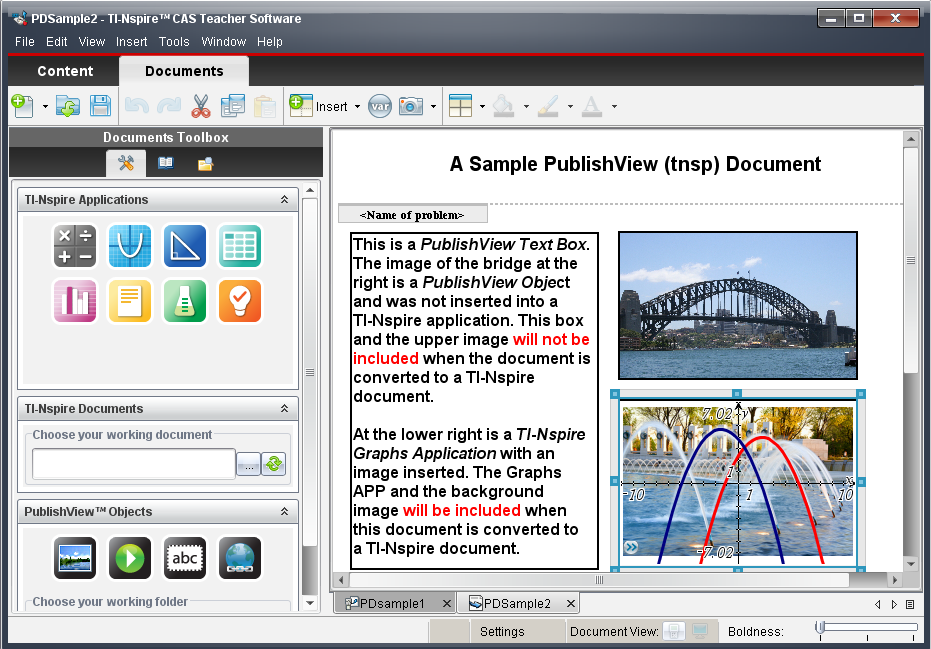 PDSample2 - TI-Nspire™ CAS Teacher Software
File Edit View Insert Tools Window Help
Content Documents
Insert var
Documents Toolbox
A Sample PublishView (tnsp) Document
TI-Nspire Applications
<Name of problem>
This is a PublishView Text Box.
The image of the bridge at the
right is a PublishView Object
and was not inserted into a
TI-Nspire application. This box
and the upper image will not be
included when the document is
converted to a TI-Nspire
document.
At the lower right is a TI-Nspire
Graphs Application with an
image inserted. The Graphs
APP and the background
image will be included when
this document is converted to
a TI-Nspire document.
7.02 y
1
x
-10 1 10
-7.02
TI-Nspire Documents
Choose your working document
...
PublishView™ Objects
abc
Choose your working folder
PDsample1 PDSample2
Settings Document View: Boldness: